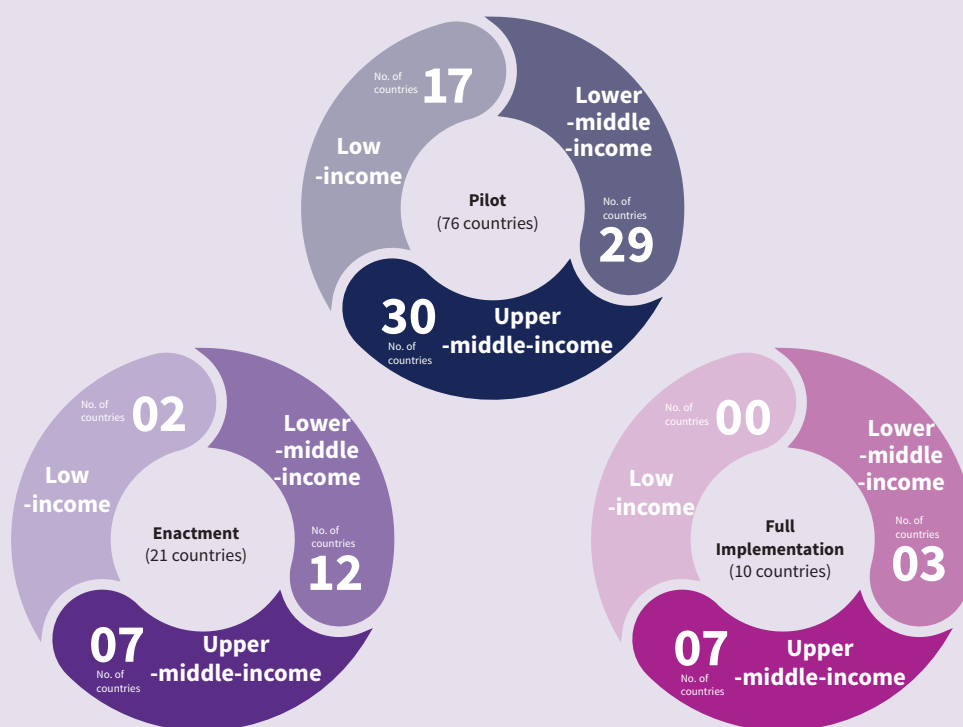 No. of
countries
17
Low
-income
Lower
-middle
-income
No. of
countries
29
Pilot
(76 countries)
30
No. of
countries
Upper
-middle-income
No. of
countries
02
Low
-income
Lower
-middle
-income
No. of
countries
12
Enactment
(21 countries)
07
No. of
countries
Upper
-middle-income
No. of
countries
00
Low
-income
Lower
-middle
-income
No. of
countries
03
Full
Implementation
(10 countries)
07
No. of
countries
Upper
-middle-income